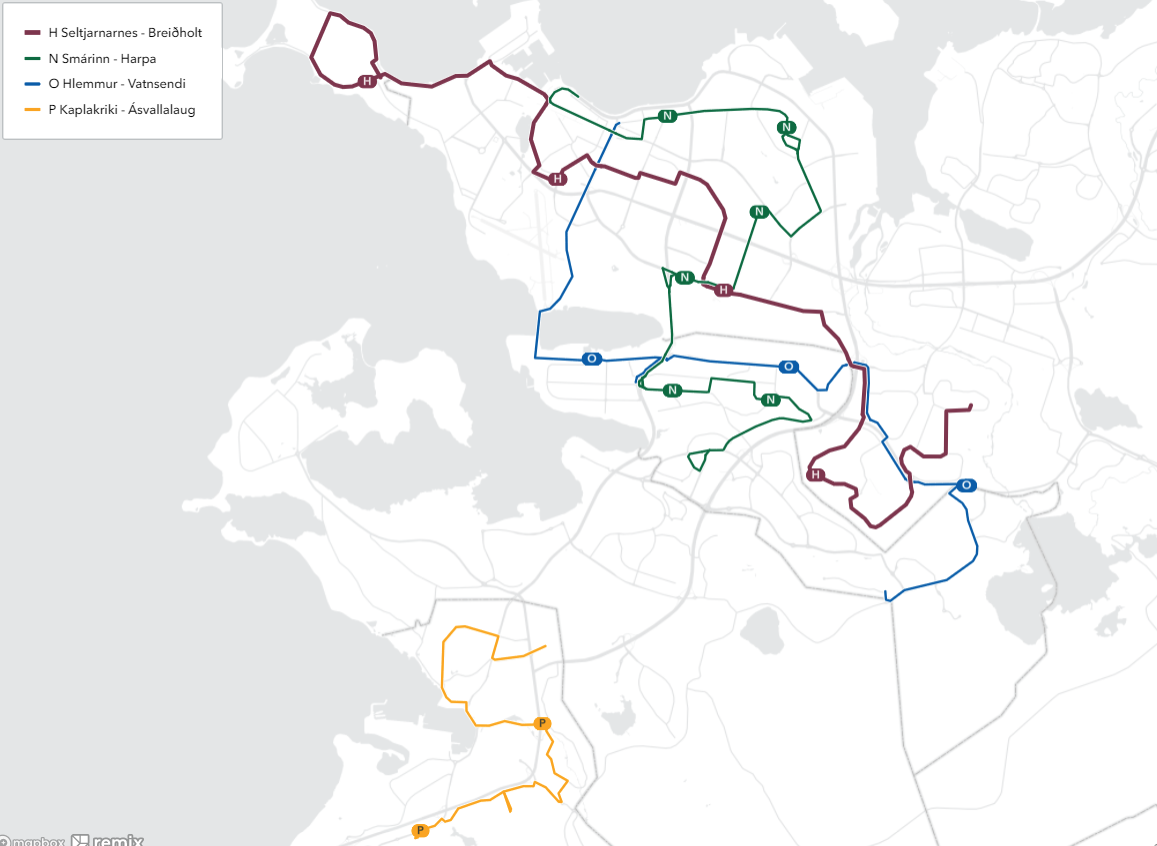 H Seltjarnarnes - Breiðholt
N Smárinn - Harpa
O Hlemmur - Vatnsendi
P Kaplakriki - Ásvallalaug
H
N
N
H
N
N
H
O
O
N
N
H
O
P
P
mapbox remix